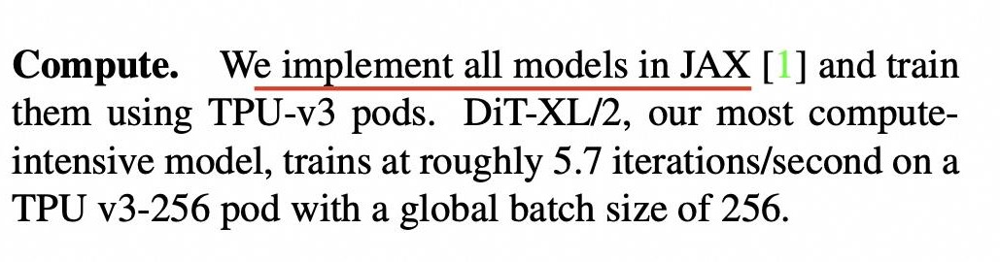 Compute. We implement all models in JAX [1] and train
them using TPU-v3 pods. DiT-XL/2, our most compute-
intensive model, trains at roughly 5.7 iterations/second on a
TPU v3-256 pod with a global batch size of 256.